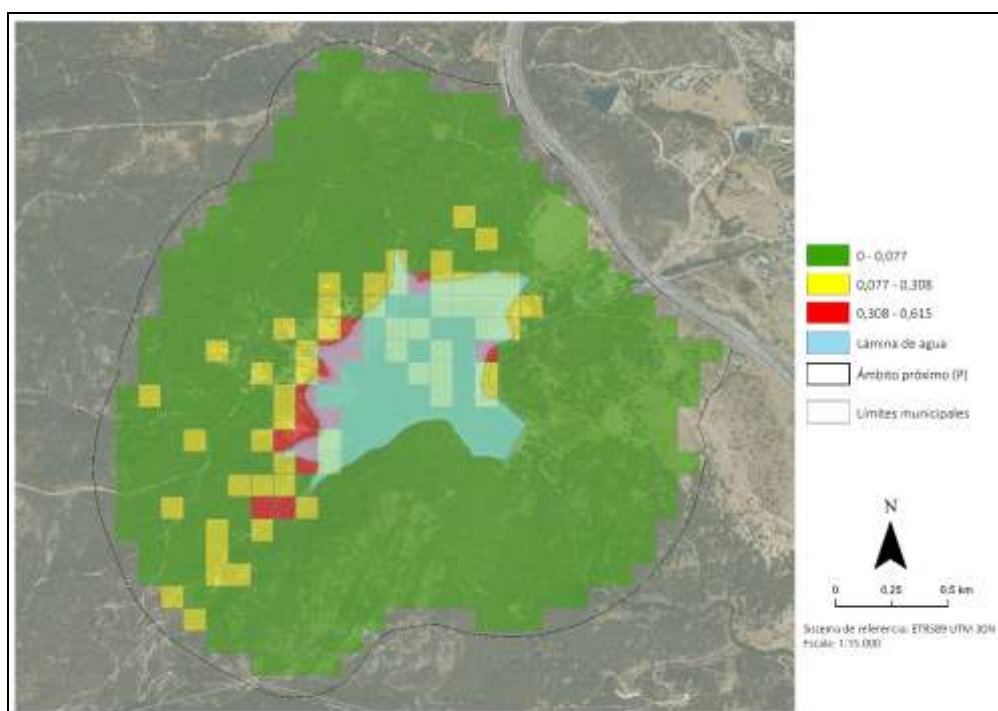 0 - 0,077
0,077 - 0,308
0,308 - 0,615
Lámina de agua
Ámbito próximo (P)
Límites municipales
N
0 0,25 0,5 km
Sistema de referencia: ETRS89 UTM 30N
Escala: 1:15.000